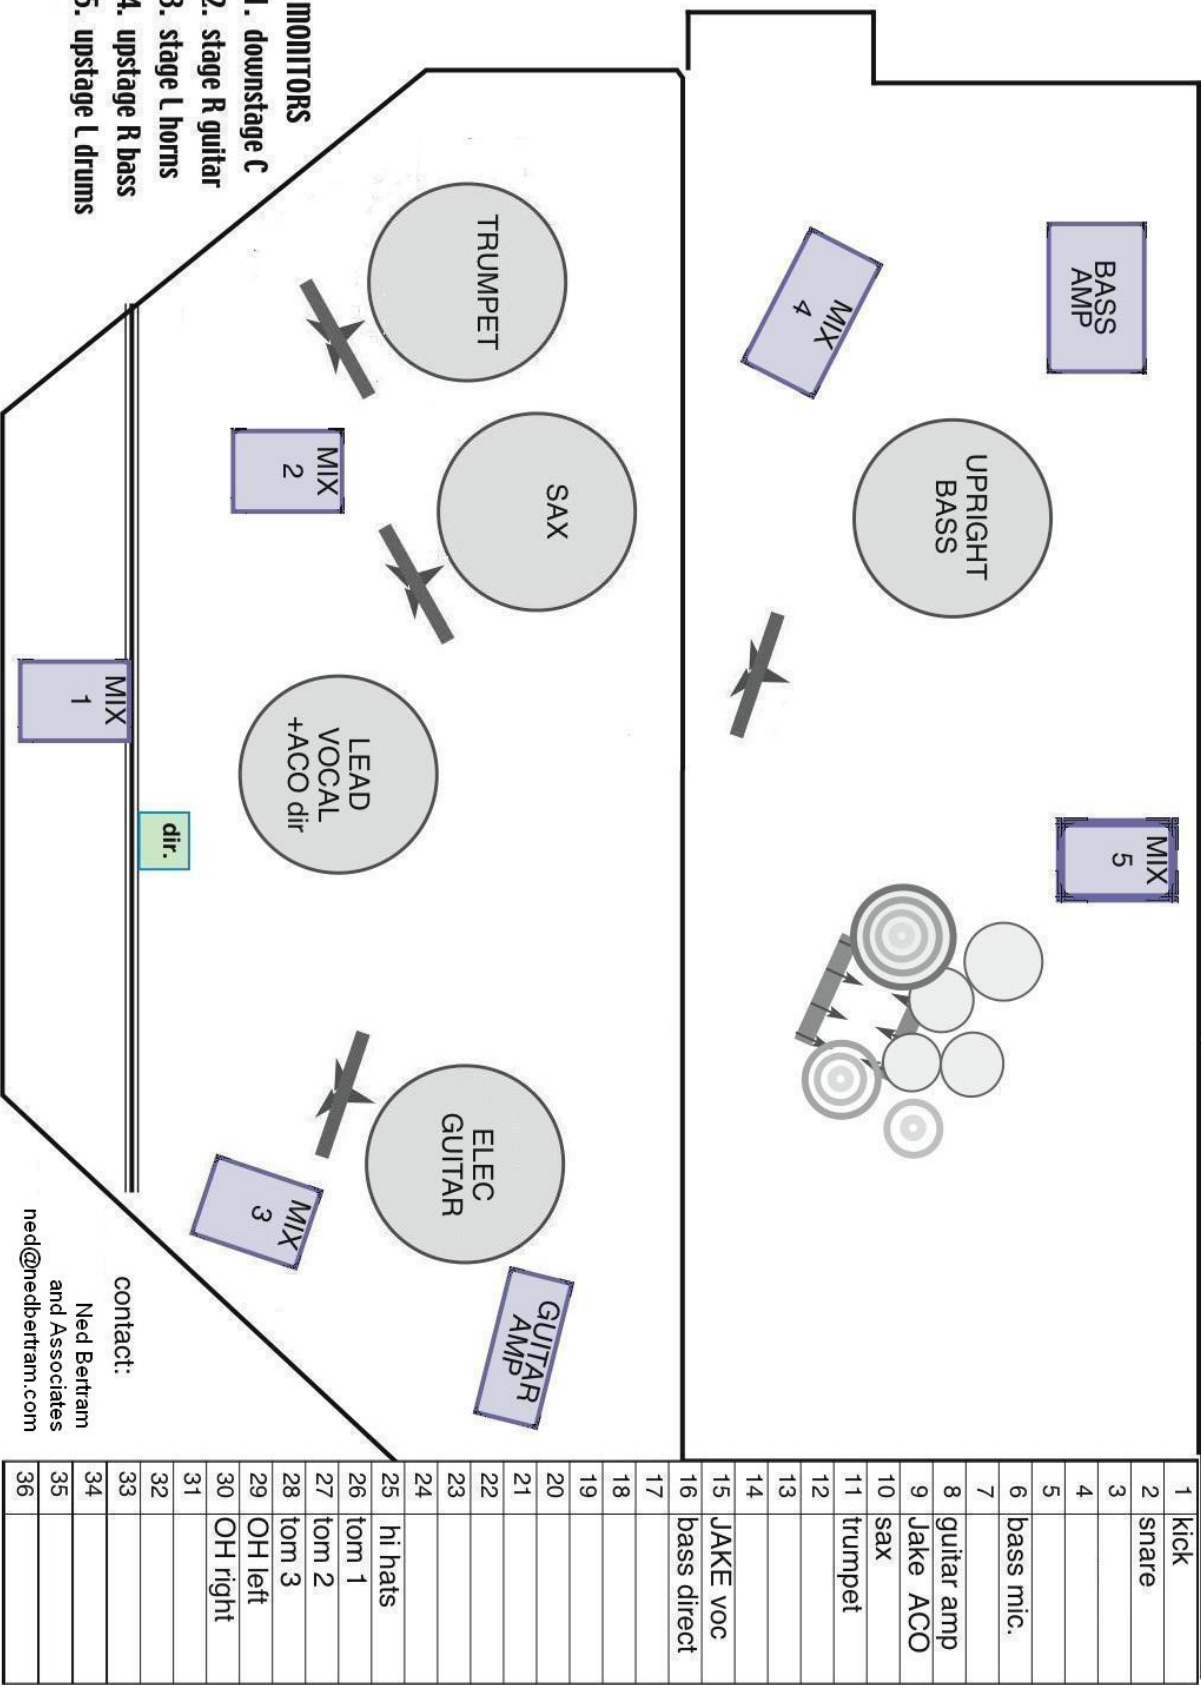 BASS
AMP
MIX
5
UPRIGHT
BASS
MIX
4
TRUMPET
SAX
LEAD
VOCAL
+ACO dir
ELEC
GUITAR
GUITAR
AMP
MIX
2
MIX
3
MIX
1
dir.
MONITORS
1. downstage C
2. stage R guitar
3. stage L horns
4. upstage R bass
5. upstage L drums
contact:
Ned Bertram
and Associates
ned@nedbertram.com
1 kick
2 snare
3
4
5
6 bass mic.
7
8 guitar amp
9 Jake ACO
10 sax
11 trumpet
12
13
14
15 JAKE voc
16 bass direct
17
18
19
20
21
22
23
24
25 hi hats
26 tom 1
27 tom 2
28 tom 3
29 OH left
30 OH right
31
32
33
34
35
36